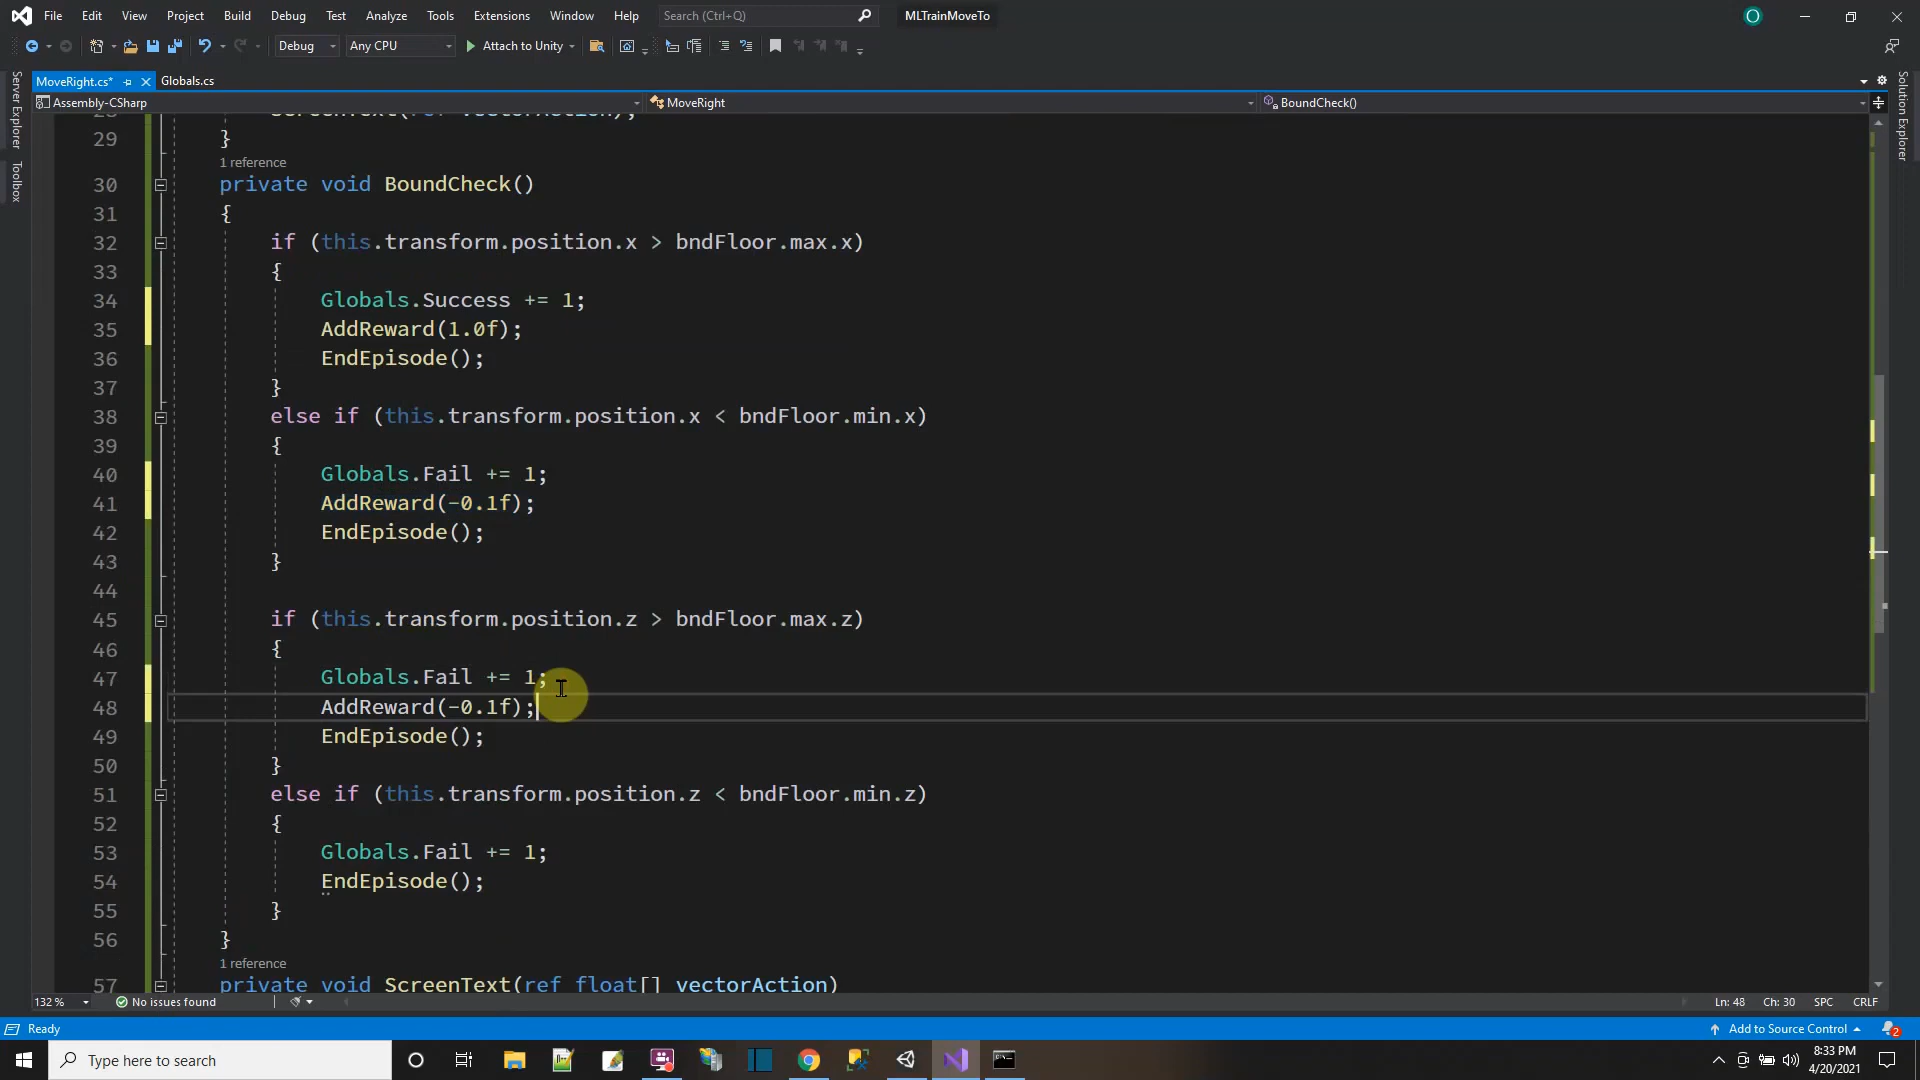 File Edit View Project Build Debug Test Analyze Tools Extensions Window Help Search (Ctrl+Q) MLTrainMoveTo O
Debug Any CPU Attach to Unity
MoveRight.cs* Globals.cs
Assembly-CSharp MoveRight BoundCheck()
Server Explorer
Toolbox
Solution Explorer
29 }
1 reference
30 private void BoundCheck()
31 {
32 if (this.transform.position.x > bndFloor.max.x)
33 {
34 Globals.Success += 1;
35 AddReward(1.0f);
36 EndEpisode();
37 }
38 else if (this.transform.position.x < bndFloor.min.x)
39 {
40 Globals.Fail += 1;
41 AddReward(-0.1f);
42 EndEpisode();
43 }
44
45 if (this.transform.position.z > bndFloor.max.z)
46 {
47 Globals.Fail += 1;
48 AddReward(-0.1f);
49 EndEpisode();
50 }
51 else if (this.transform.position.z < bndFloor.min.z)
52 {
53 Globals.Fail += 1;
54 EndEpisode();
55 }
56 }
1 reference
57 private void ScreenText(ref float[] vectorAction)
132 % No issues found Ln: 48 Ch: 30 SPC CRLF
Ready Add to Source Control 2
Type here to search 8:33 PM
4/20/2021